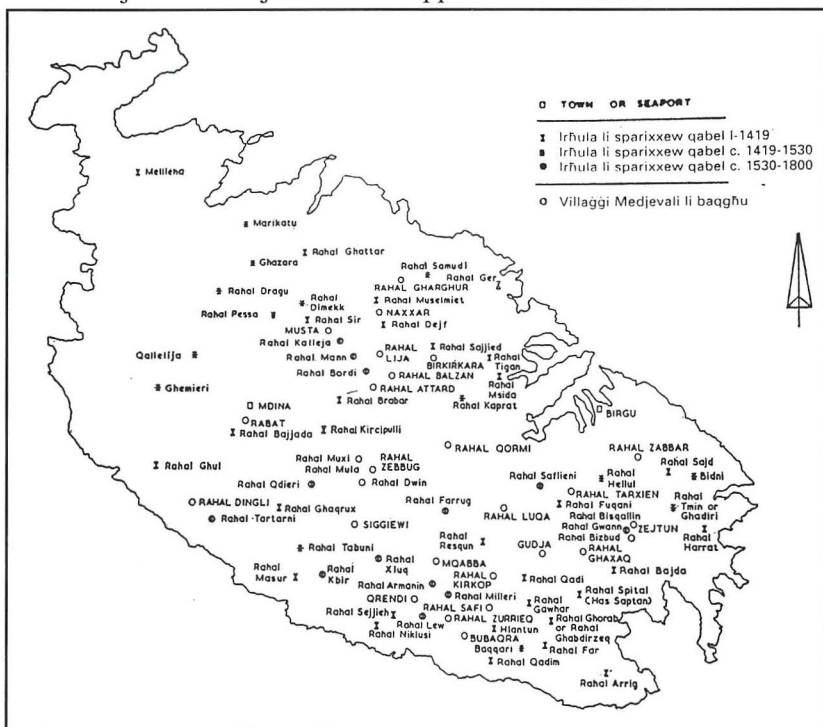 TOWN OR SEAPORT
Irħula li sparixxew qabel l-1419
Irħula li sparixxew qabel c. 1419-1530
Irħula li sparixxew qabel c. 1530-1800
Villaġġi Medjevali li baqgħu
Mellieha
Marikatu
Rahal Ghattar
Ghazara
Rahal Samudi
Rahal Ger
RAHAL GHARGHUR
Rahal Dragu
Rahal
Dimekk
Rahal Muselmiet
Rahal Pessa
Rahal Sir
NAXXAR
Rahal Dejf
MUSTA
Rahal Kalleja
Rahal Sajjied
Rahal Mann
RAHAL
LIJA
BIRKIRKARA
Rahal
Tigan
Qallelija
Rahal Bordi
RAHAL BALZAN
Ghemieri
RAHAL ATTARD
Rahal
Msida
Rahal Brabar
Rahal Kaprat
MDINA
BIRGU
RABAT
Rahal Bajjada
Rahal Kircipulli
RAHAL QORMI
RAHAL ZABBAR
Rahal Muxi
RAHAL
ZEBBUG
Rahal Ghul
Rahal Mula
Rahal Sajd
Rahal Qdieri
Rahal Dwin
Rahal Saflieni
Rahal
Hellul
Bidni
RAHAL TARXIEN
RAHAL DINGLI
Rahal Ghaqrux
Rahal Farrug
RAHAL LUQA
Rahal Fuqani
Rahal
Tmin or
Ghadiri
Rahal Bisqallin
Rahal Tartarni
SIGGIEWI
Rahal Gwann
ZEJTUN
Rahal Bizbud
Rahal
Harrat
Rahal
Resqun
GUDJA
RAHAL
GHAXAQ
Rahal Tabuni
Rahal
Xluq
MQABBA
Rahal Bajda
Rahal
Masur
Rahal
Kbir
RAHAL
KIRKOP
Rahal Qadi
Rahal Armanin
Rahal Milleri
Rahal Spital
(Has Saptan)
QRENDI
RAHAL SAFI
Rahal
Gawhar
Rahal Sejjieh
Rahal Lew
RAHAL ZURRIEQ
Rahal Ghorab
or Rahal
Ghabdirzeq
Rahal Niklusi
Hlantun
BUBAQRA
Baqqari
Rahal Far
Rahal Qadim
Rahal Arrig